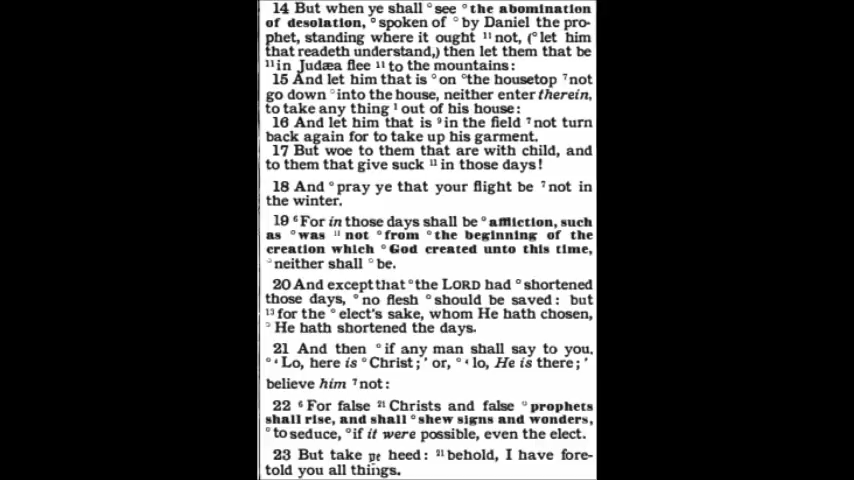 14 But when ye shall °see °the abomination
of desolation, °spoken of °by Daniel the pro-
phet, standing where it ought ¹¹not, (°let him
that readeth understand,) then let them that be
¹¹in Judæa flee ¹¹to the mountains:
15 And let him that is °on °the housetop ⁷not
go down °into the house, neither enter therein,
to take any thing ¹out of his house:
16 And let him that is ⁹in the field ⁷not turn
back again for to take up his garment.
17 But woe to them that are with child, and
to them that give suck ¹¹in those days!
18 And °pray ye that your flight be ⁷not in
the winter.
19 ⁶For in those days shall be °affliction, such
as °was ¹¹not °from °the beginning of the
creation which °God created unto this time,
°neither shall °be.
20 And except that °the LORD had °shortened
those days, °no flesh °should be saved: but
¹³for the °elect's sake, whom He hath chosen,
°He hath shortened the days.
21 And then °if any man shall say to you,
°‘Lo, here is °Christ;’ or, °‘lo, He is there;’
believe him ⁷not:
22 ⁶For false ²¹Christs and false °prophets
shall rise, and shall °shew signs and wonders,
°to seduce, °if it were possible, even the elect.
23 But take ye heed: ²¹behold, I have fore-
told you all things.